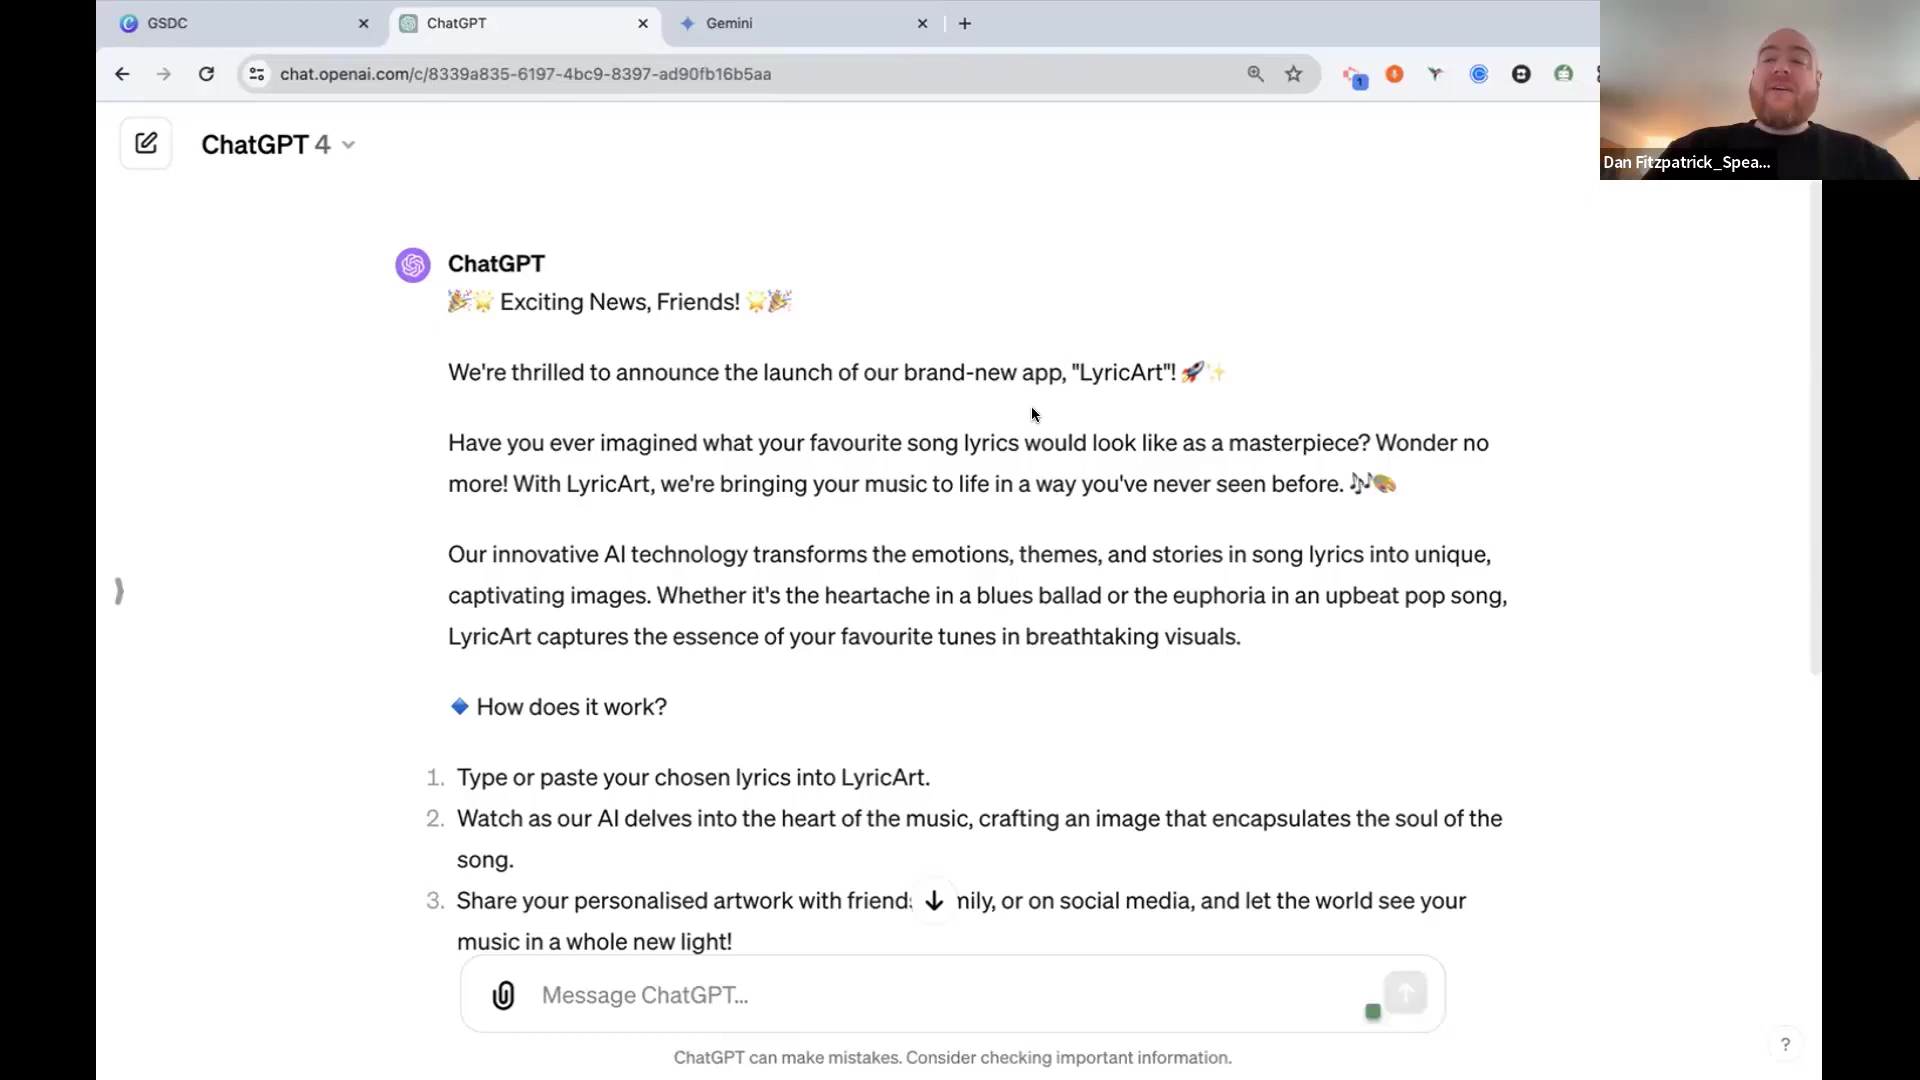 GSDC
ChatGPT
Gemini
chat.openai.com/c/8339a835-6197-4bc9-8397-ad90fb16b5aa
1
Dan Fitzpatrick_Spea...
ChatGPT 4
ChatGPT
🎉🌟 Exciting News, Friends! 🌟🎉
We're thrilled to announce the launch of our brand-new app, "LyricArt"! 🚀✨
Have you ever imagined what your favourite song lyrics would look like as a masterpiece? Wonder no
more! With LyricArt, we're bringing your music to life in a way you've never seen before. 🎶🎨
Our innovative AI technology transforms the emotions, themes, and stories in song lyrics into unique,
captivating images. Whether it's the heartache in a blues ballad or the euphoria in an upbeat pop song,
LyricArt captures the essence of your favourite tunes in breathtaking visuals.
🔹 How does it work?
1. Type or paste your chosen lyrics into LyricArt.
2. Watch as our AI delves into the heart of the music, crafting an image that encapsulates the soul of the
song.
3. Share your personalised artwork with friends mily, or on social media, and let the world see your
music in a whole new light!
Message ChatGPT...
ChatGPT can make mistakes. Consider checking important information.
?